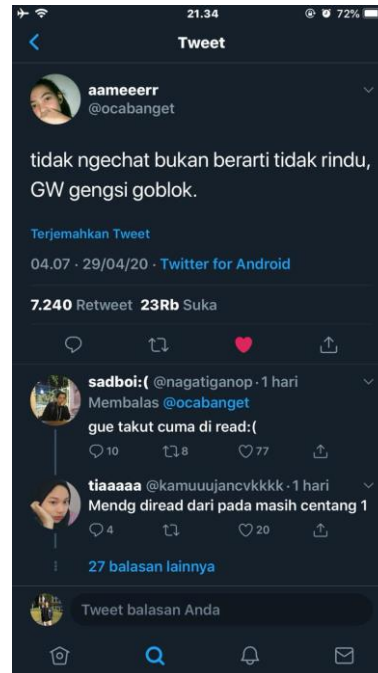 21.34
72%
Tweet
aameeerr
@ocabanget
tidak ngechat bukan berarti tidak rindu,
GW gengsi goblok.
Terjemahkan Tweet
04.07 · 29/04/20 · Twitter for Android
7.240 Retweet 23Rb Suka
sadboi:( @nagatiganop · 1 hari
Membalas @ocabanget
gue takut cuma di read:(
10 8 77
tiaaaaa @kamuuujancvkkkk · 1 hari
Mendg diread dari pada masih centang 1
4 20
27 balasan lainnya
Tweet balasan Anda